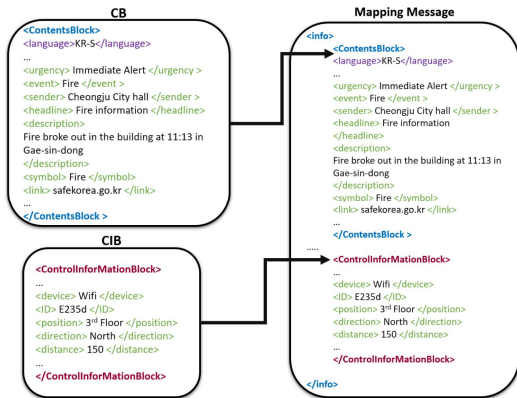 CB
<ContentsBlock>
<language>KR-S</language>
...
<urgency> Immediate Alert </urgency >
<event> Fire </event >
<sender> Cheongju City hall </sender >
<headline> Fire information </headline>
<description>
Fire broke out in the building at 11:13 in
Gae-sin-dong
</description>
<symbol> Fire </symbol>
<link> safekorea.go.kr </link>
...
</ContentsBlock >
CIB
<ControlInforMationBlock>
...
<device> Wifi </device>
<ID> E235d </ID>
<position> 3rd Floor </position>
<direction> North </direction>
<distance> 150 </distance>
...
</ControlInforMationBlock>
Mapping Message
<info>
<ContentsBlock>
<language>KR-S</language>
...
<urgency> Immediate Alert </urgency >
<event> Fire </event >
<sender> Cheongju City hall </sender >
<headline> Fire information
</headline>
<description>
Fire broke out in the building at 11:13 in
Gae-sin-dong
</description>
<symbol> Fire </symbol>
<link> safekorea.go.kr </link>
...
</ContentsBlock >
.....
<ControlInforMationBlock>
...
<device> Wifi </device>
<ID> E235d </ID>
<position> 3rd Floor </position>
<direction> North </direction>
<distance> 150 </distance>
...
</ControlInforMationBlock>
</info>